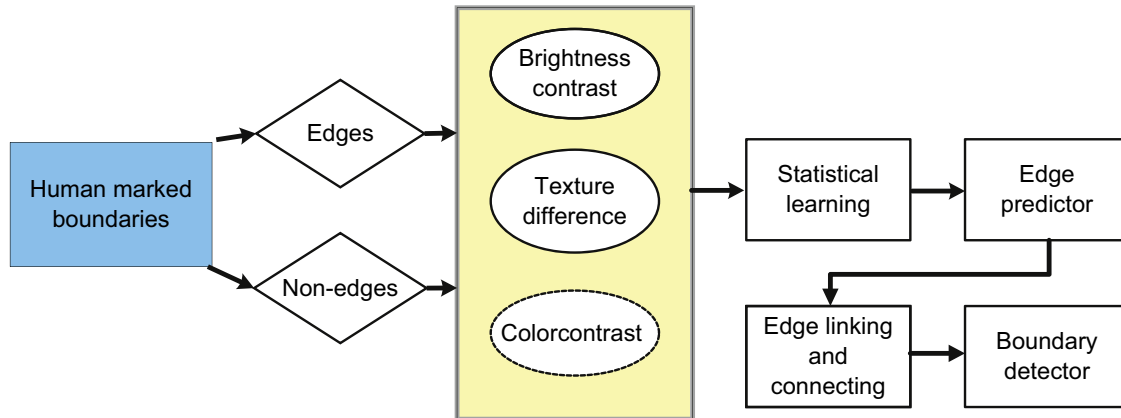 Human marked
boundaries
Edges
Non-edges
Brightness
contrast
Texture
difference
Colorcontrast
Statistical
learning
Edge
predictor
Edge linking
and
connecting
Boundary
detector